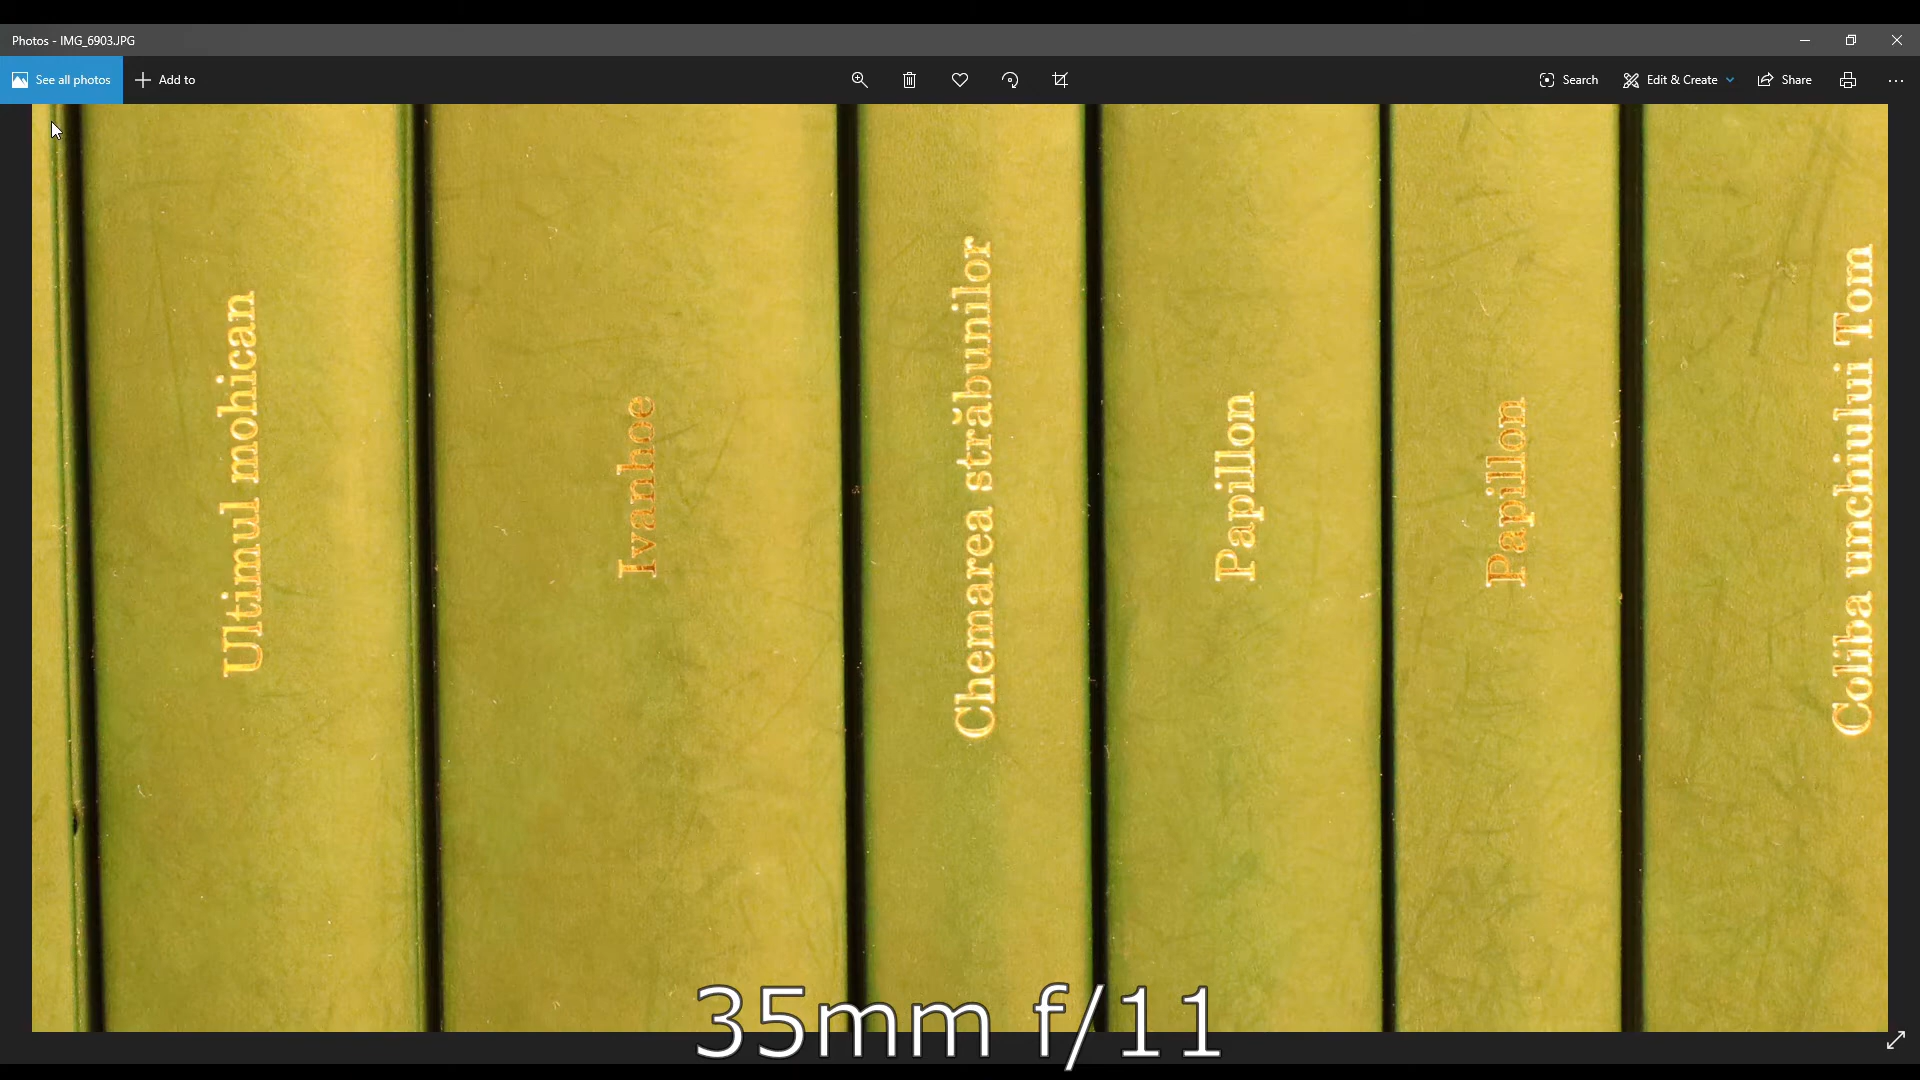 Photos - IMG_6903.JPG
See all photos
Add to
Search
Edit & Create
Share
Ultimul mohican
Ivanhoe
Chemarea străbunilor
Papillon
Papillon
Coliba unchiului Tom
35mm f/11